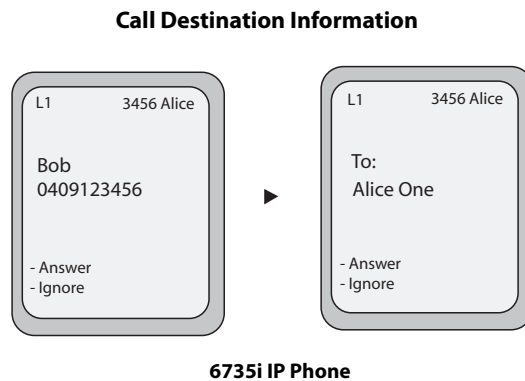 Call Destination Information
L1 3456 Alice
Bob
0409123456
- Answer
- Ignore
L1 3456 Alice
To:
Alice One
- Answer
- Ignore
6735i IP Phone